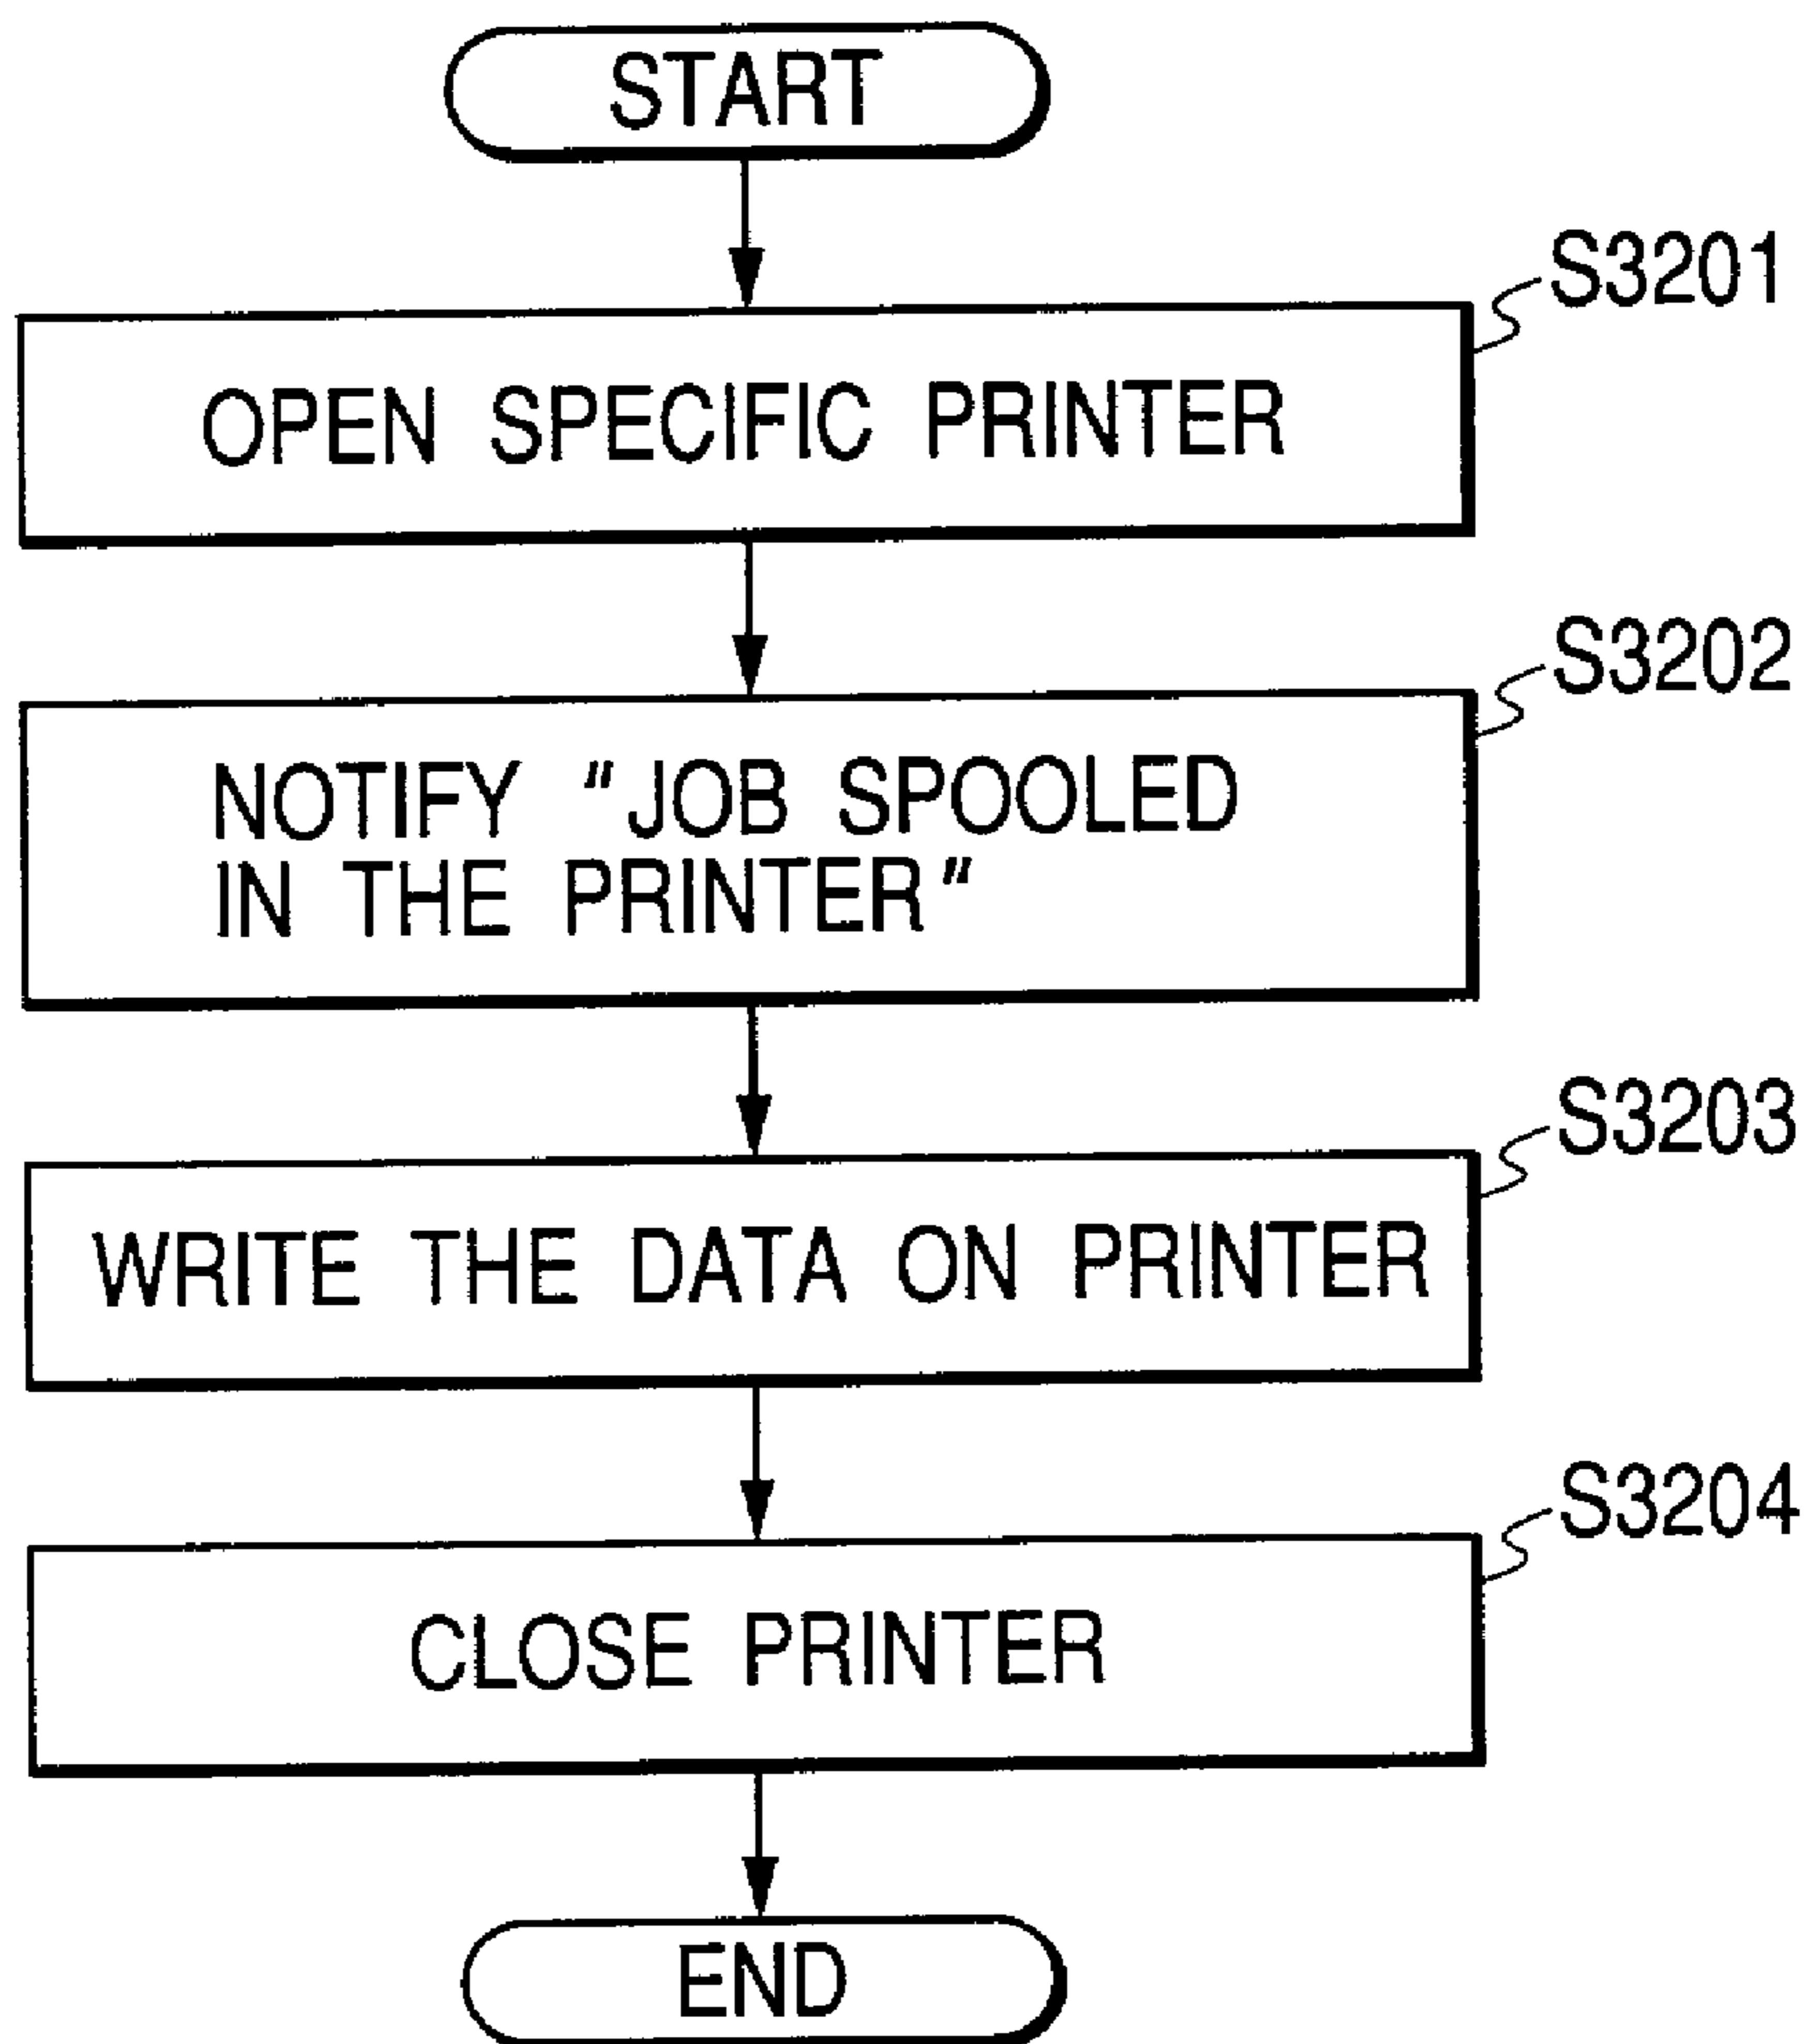 START
S3201
OPEN SPECIFIC PRINTER
S3202
NOTIFY "JOB SPOOLED
IN THE PRINTER"
S3203
WRITE THE DATA ON PRINTER
S3204
CLOSE PRINTER
END